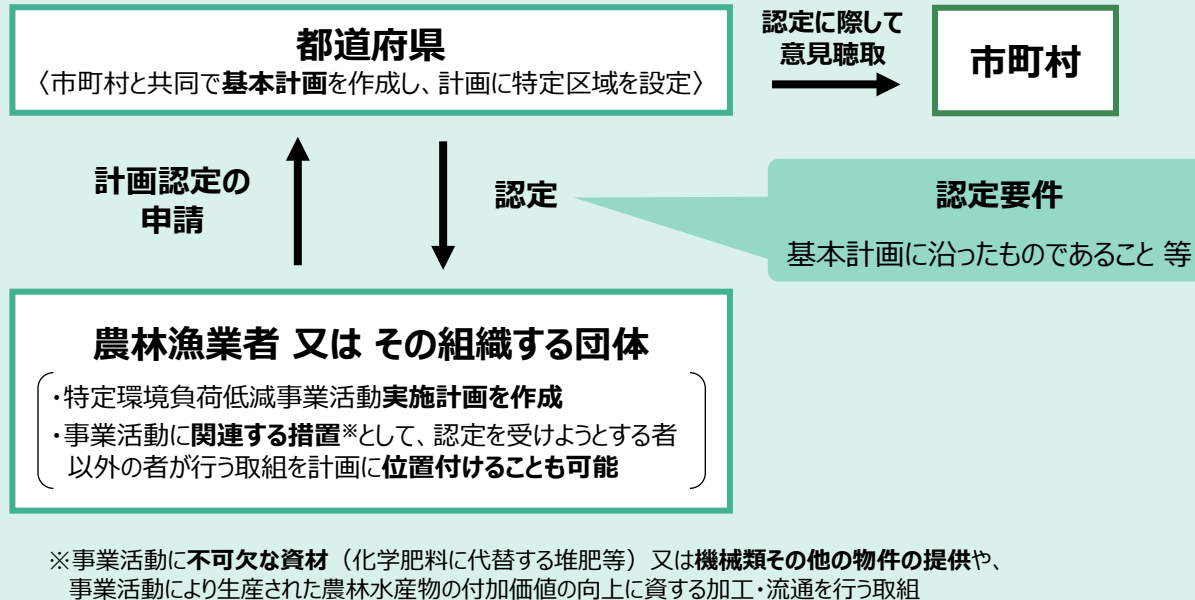 都道府県
〈市町村と共同で基本計画を作成し、計画に特定区域を設定〉
認定に際して
意見聴取
市町村
計画認定の
申請
認定
認定要件
基本計画に沿ったものであること 等
農林漁業者 又は その組織する団体
・特定環境負荷低減事業活動実施計画を作成
・事業活動に関連する措置※として、認定を受けようとする者
以外の者が行う取組を計画に位置付けることも可能
※事業活動に不可欠な資材（化学肥料に代替する堆肥等）又は機械類その他の物件の提供や、
事業活動により生産された農林水産物の付加価値の向上に資する加工・流通を行う取組